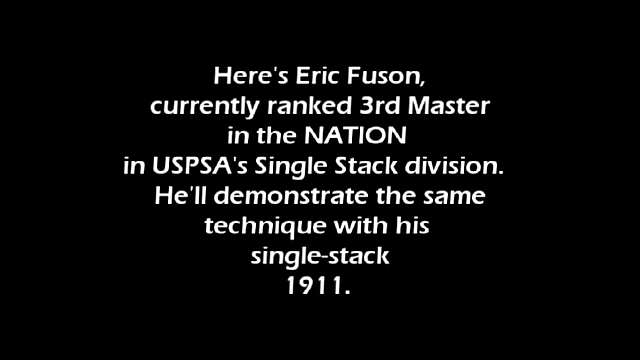 Here's Eric Fuson,
currently ranked 3rd Master
in the NATION
in USPSA's Single Stack division.
He'll demonstrate the same
technique with his
single-stack
1911.